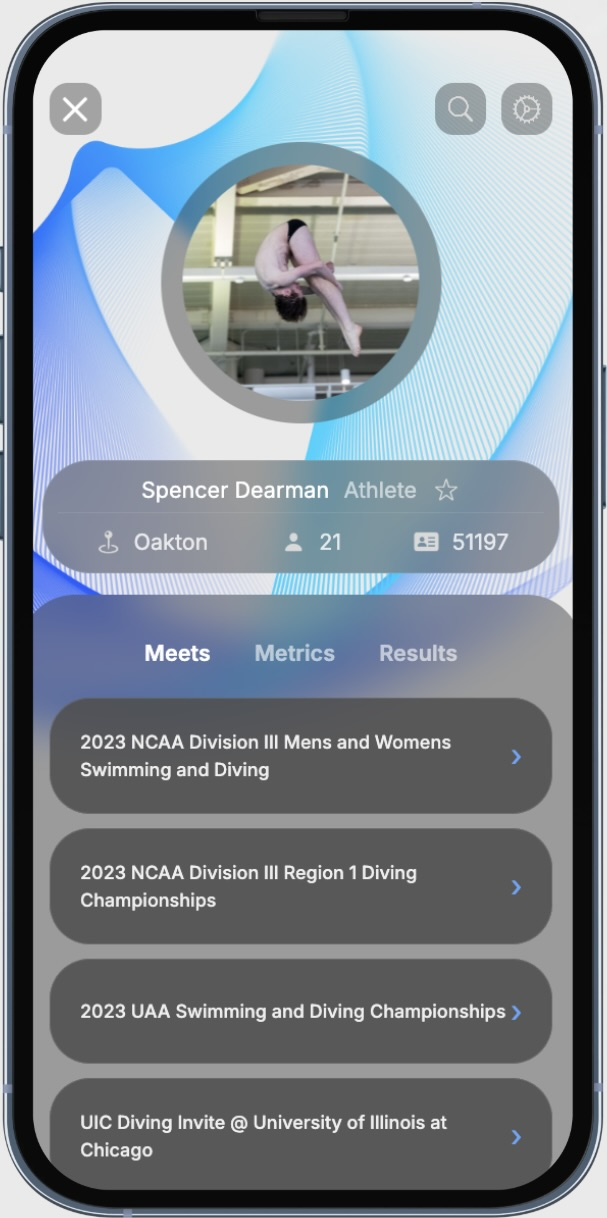 Spencer Dearman Athlete
Oakton 21 51197
Meets Metrics Results
2023 NCAA Division III Mens and Womens
Swimming and Diving
2023 NCAA Division III Region 1 Diving
Championships
2023 UAA Swimming and Diving Championships
UIC Diving Invite @ University of Illinois at
Chicago